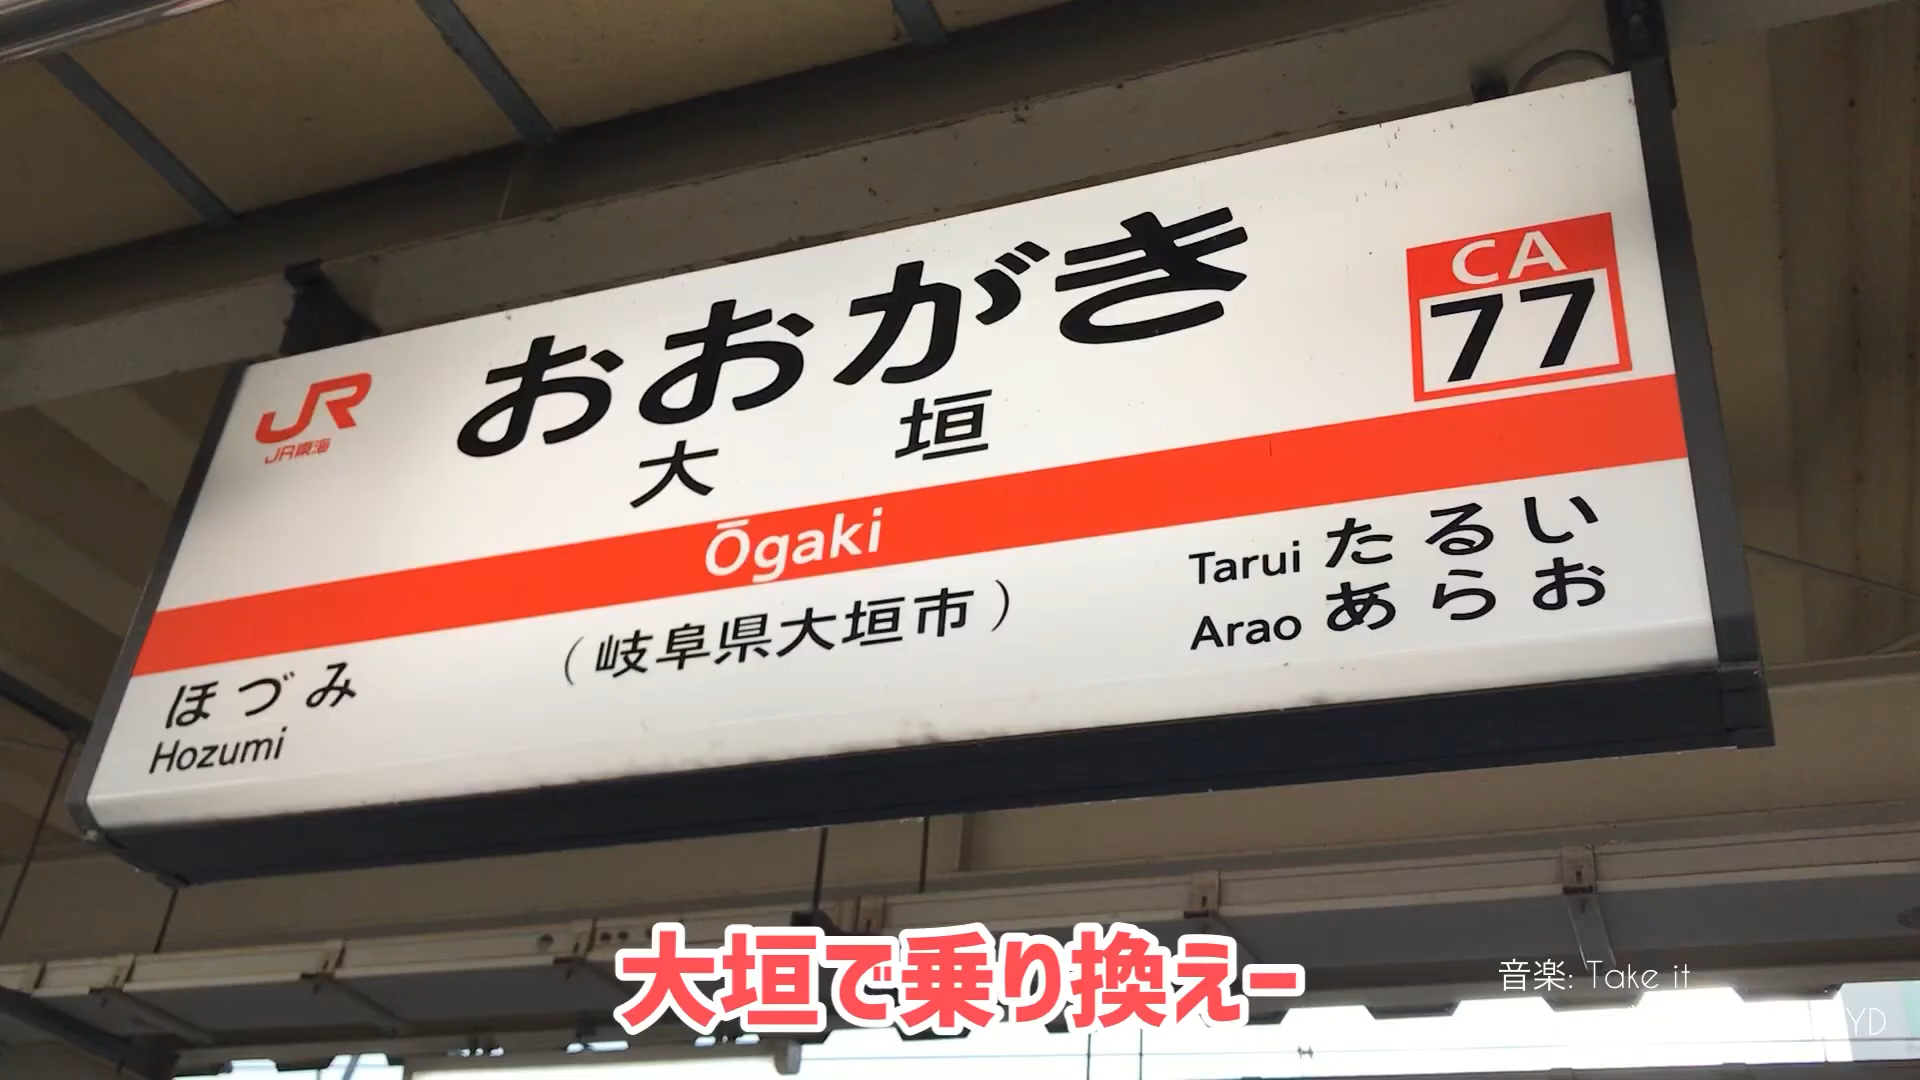 おおがき
CA
77
JR
JR東海
大垣
Ōgaki
（岐阜県大垣市）
Tarui たるい
Arao あらお
ほづみ
Hozumi
大垣で乗り換えー
音楽: Take it
YD